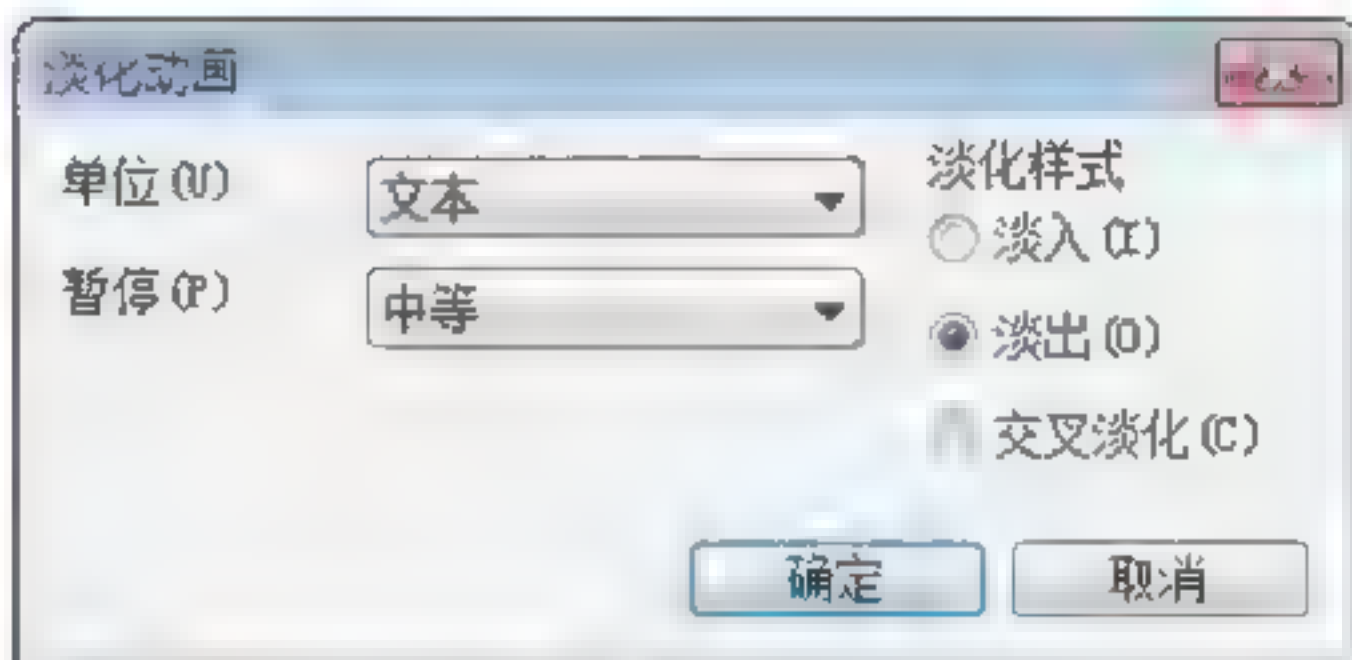 淡化动画
单位(U)
文本
暂停(P)
中等
淡化样式
淡入(I)
淡出(O)
交叉淡化(C)
确定
取消